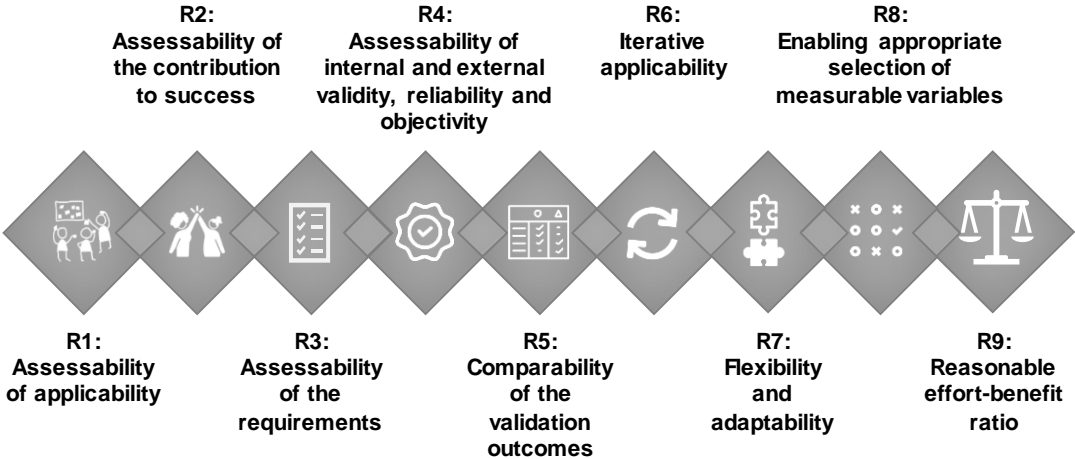 R2:
Assessability of
the contribution
to success
R4:
Assessability of
internal and external
validity, reliability and
objectivity
R6:
Iterative
applicability
R8:
Enabling appropriate
selection of
measurable variables
R1:
Assessability
of applicability
R3:
Assessability
of the
requirements
R5:
Comparability
of the
validation
outcomes
R7:
Flexibility
and
adaptability
R9:
Reasonable
effort-benefit
ratio